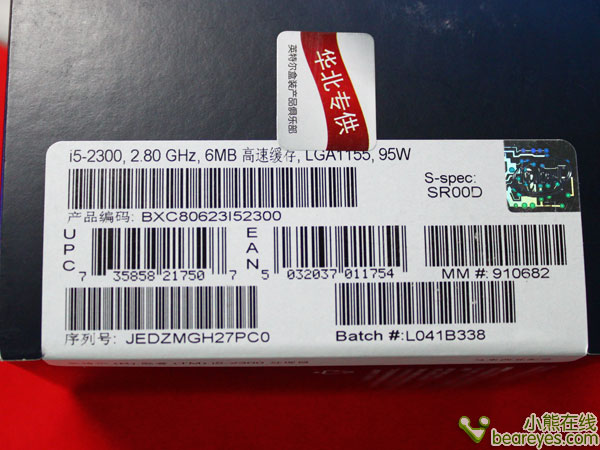 华北专供
英特尔盒装产品俱乐部
i5-2300, 2.80 GHz, 6MB 高速缓存, LGA1155, 95W
S-spec:
SR00D
产品编码: BXC80623I52300
UPC
7 35858 21750 7
EAN
5 032037 011754
MM #: 910682
序列号: JEDZMGH27PC0
Batch #:L041B338
小熊在线
beareyes.com